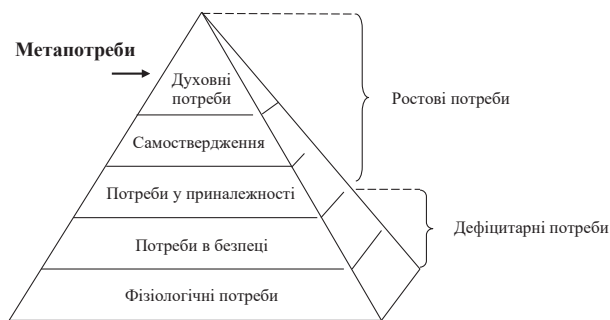 Метапотреби
Духовні
потреби
Ростові потреби
Самоствердження
Потреби у приналежності
Дефіцитарні потреби
Потреби в безпеці
Фізіологічні потреби